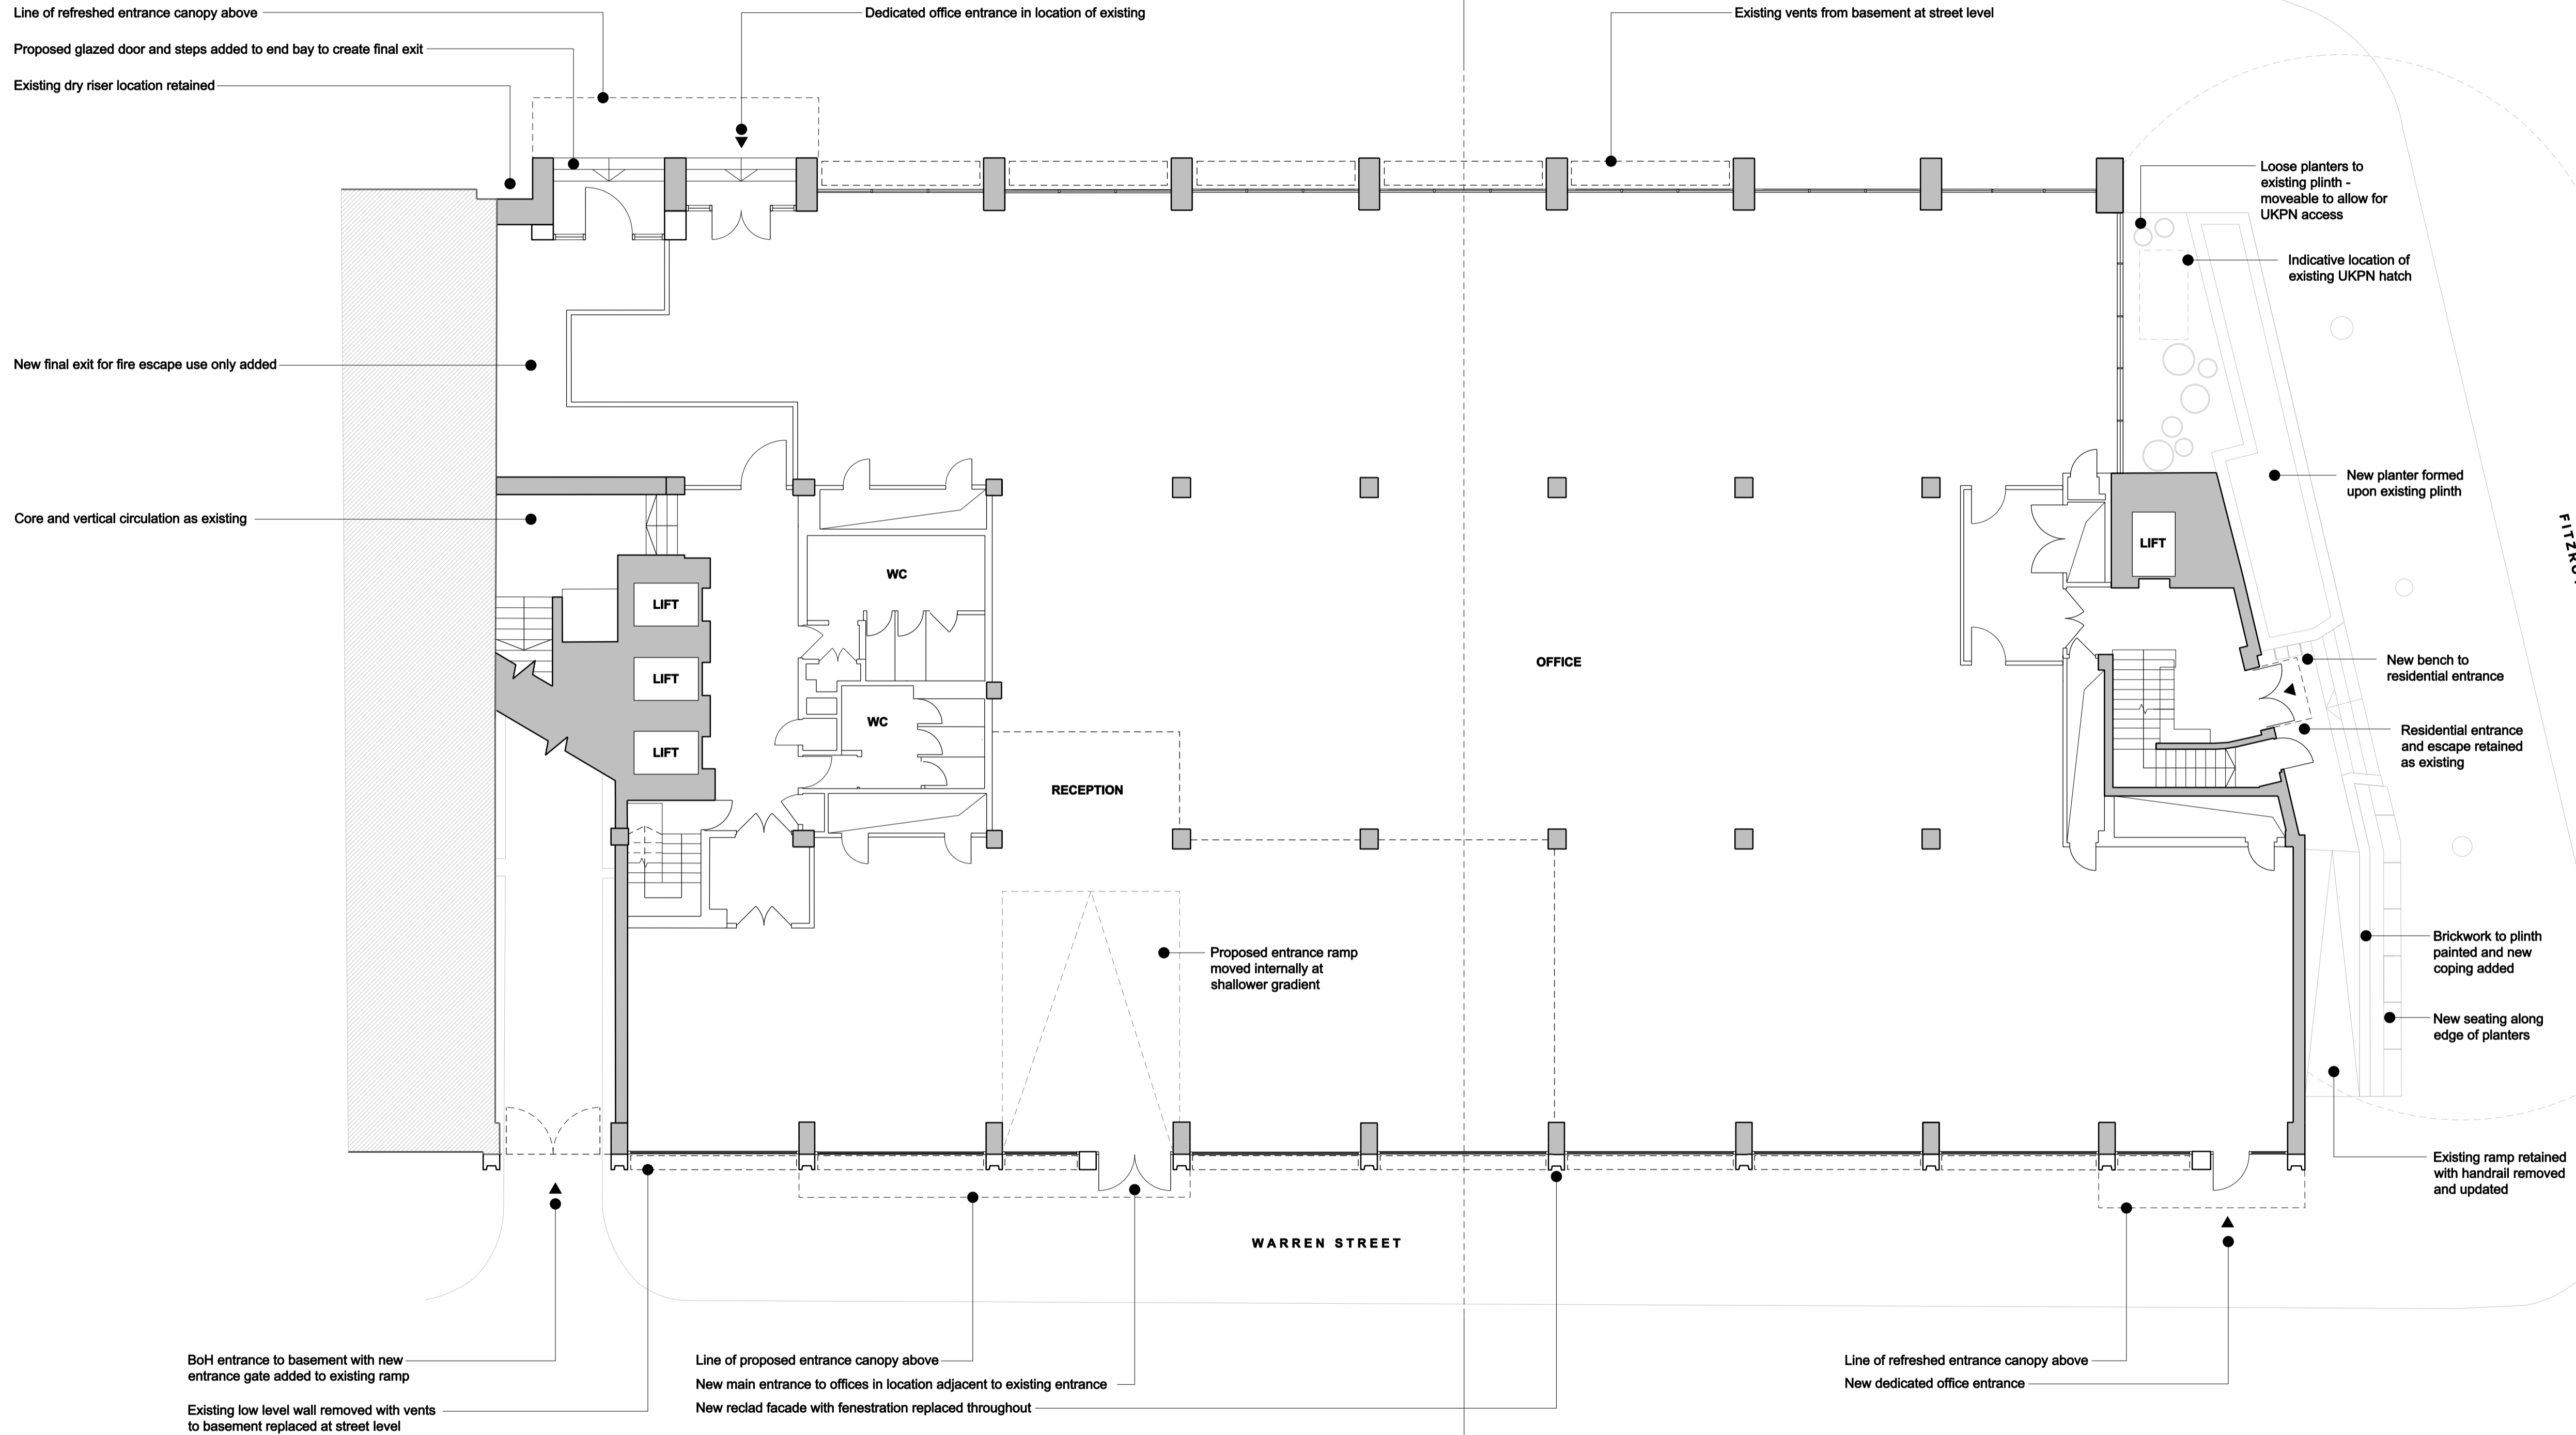 Line of refreshed entrance canopy above
Dedicated office entrance in location of existing
Existing vents from basement at street level
Proposed glazed door and steps added to end bay to create final exit
Existing dry riser location retained
Loose planters to
existing plinth -
moveable to allow for
UKPN access
Indicative location of
existing UKPN hatch
New final exit for fire escape use only added
New planter formed
upon existing plinth
Core and vertical circulation as existing
LIFT
WC
LIFT
LIFT
WC
LIFT
OFFICE
RECEPTION
New bench to
residential entrance
Residential entrance
and escape retained
as existing
Proposed entrance ramp
moved internally at
shallower gradient
Brickwork to plinth
painted and new
coping added
New seating along
edge of planters
Existing ramp retained
with handrail removed
and updated
WARREN STREET
BoH entrance to basement with new
entrance gate added to existing ramp
Existing low level wall removed with vents
to basement replaced at street level
Line of proposed entrance canopy above
New main entrance to offices in location adjacent to existing entrance
New reclad facade with fenestration replaced throughout
Line of refreshed entrance canopy above
New dedicated office entrance